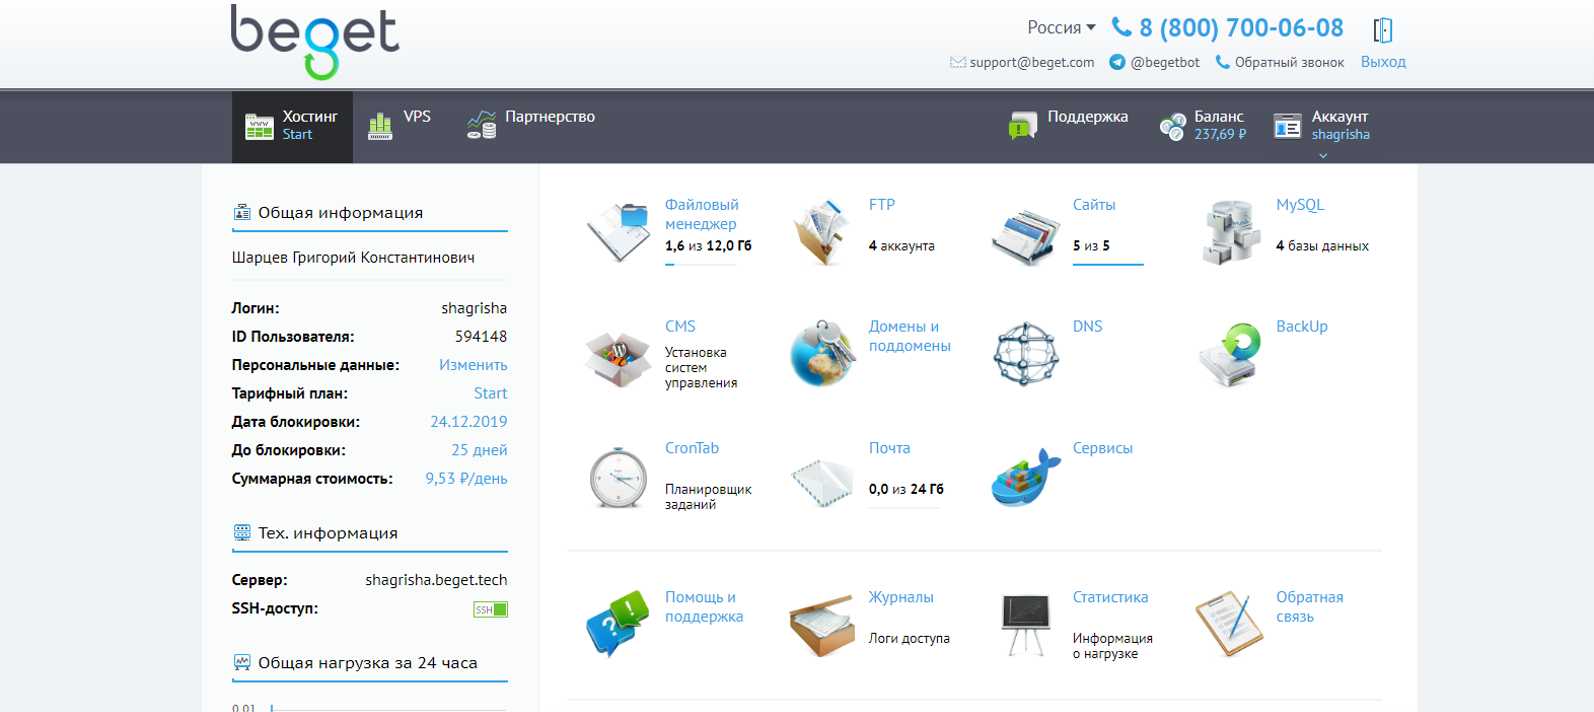 beget
Россия
8 (800) 700-06-08
support@beget.com
@begetbot
Обратный звонок
Выход
www
Хостинг
Start
VPS
Партнерство
Поддержка
Баланс
237,69 ₽
Аккаунт
shagrisha
Общая информация
Шарцев Григорий Константинович
Логин: shagrisha
ID Пользователя: 594148
Персональные данные: Изменить
Тарифный план: Start
Дата блокировки: 24.12.2019
До блокировки: 25 дней
Суммарная стоимость: 9,53 ₽/день
Тех. информация
Сервер: shagrisha.beget.tech
SSH-доступ: SSH
Общая нагрузка за 24 часа
0.01
Файловый
менеджер
1,6 из 12,0 Гб
FTP
4 аккаунта
Сайты
5 из 5
MySQL
4 базы данных
CMS
Установка
систем
управления
Домены и
поддомены
DNS
BackUp
CronTab
Планировщик
заданий
Почта
0,0 из 24 Гб
Сервисы
Помощь и
поддержка
Журналы
Логи доступа
Статистика
Информация
о нагрузке
Обратная
связь